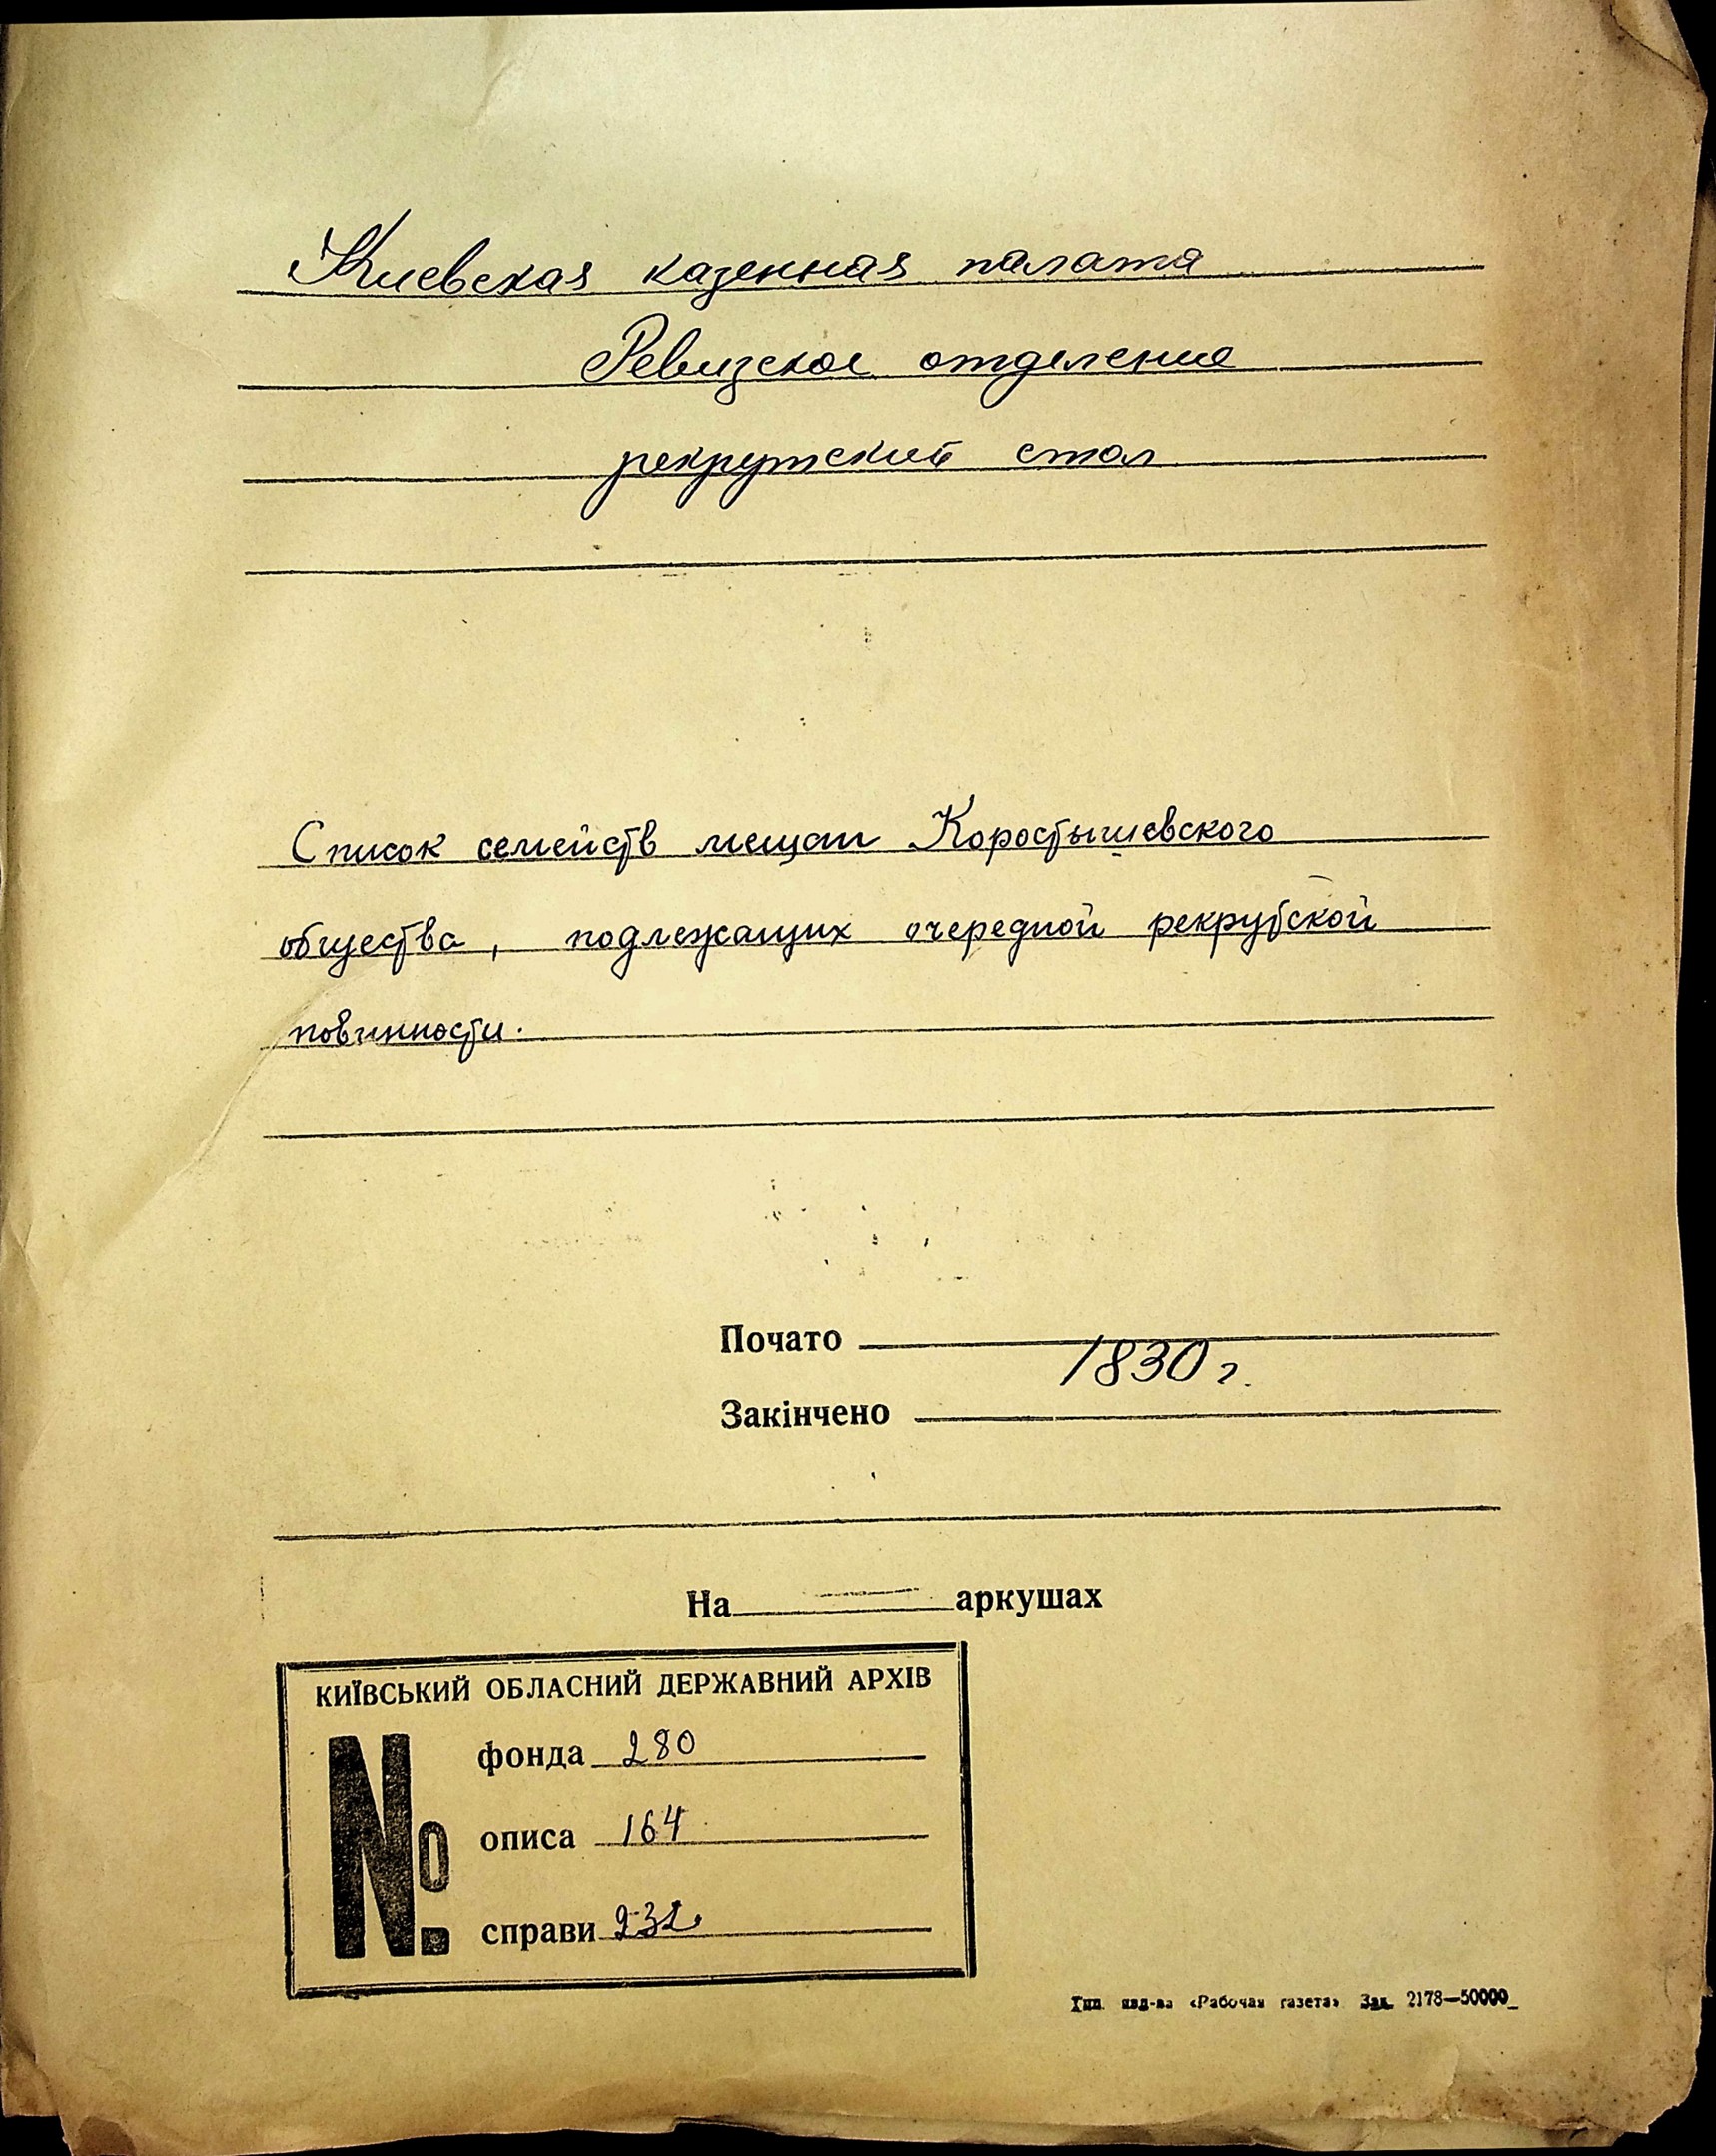 Киевская казенная палата
Ревизское отделение
рекрутский стол
Список семейств мещан Коростышевского
общества, подлежащих очередной рекрутской
повинности.
Почато
1830 г.
Закінчено
На аркушах
КИЇВСЬКИЙ ОБЛАСНИЙ ДЕРЖАВНИЙ АРХІВ
№
фонда 280
описа 164
справи 232
Тип. изд-ва «Рабочая газета» Зак. 2178—50000